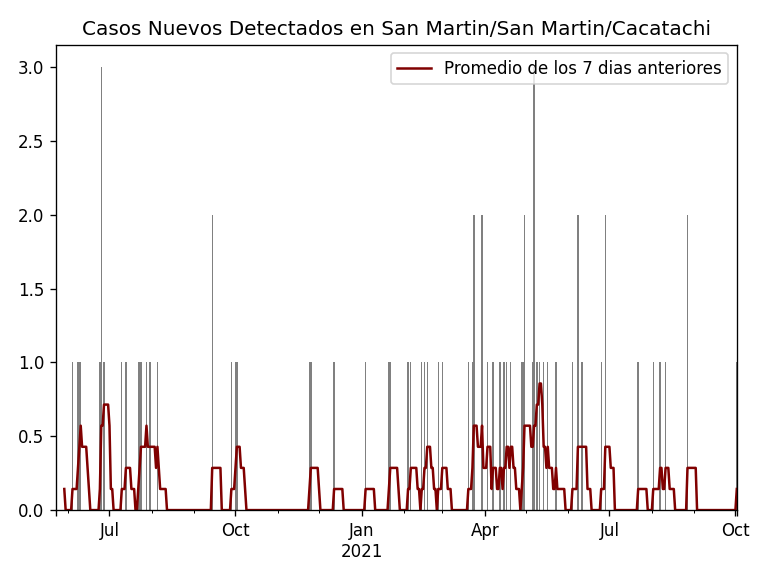 Casos Nuevos Detectados en San Martin/San Martin/Cacatachi
Promedio de los 7 dias anteriores
3.0
2.5
2.0
1.5
1.0
0.5
0.0
Jul Oct Jan Apr Jul Oct
2021